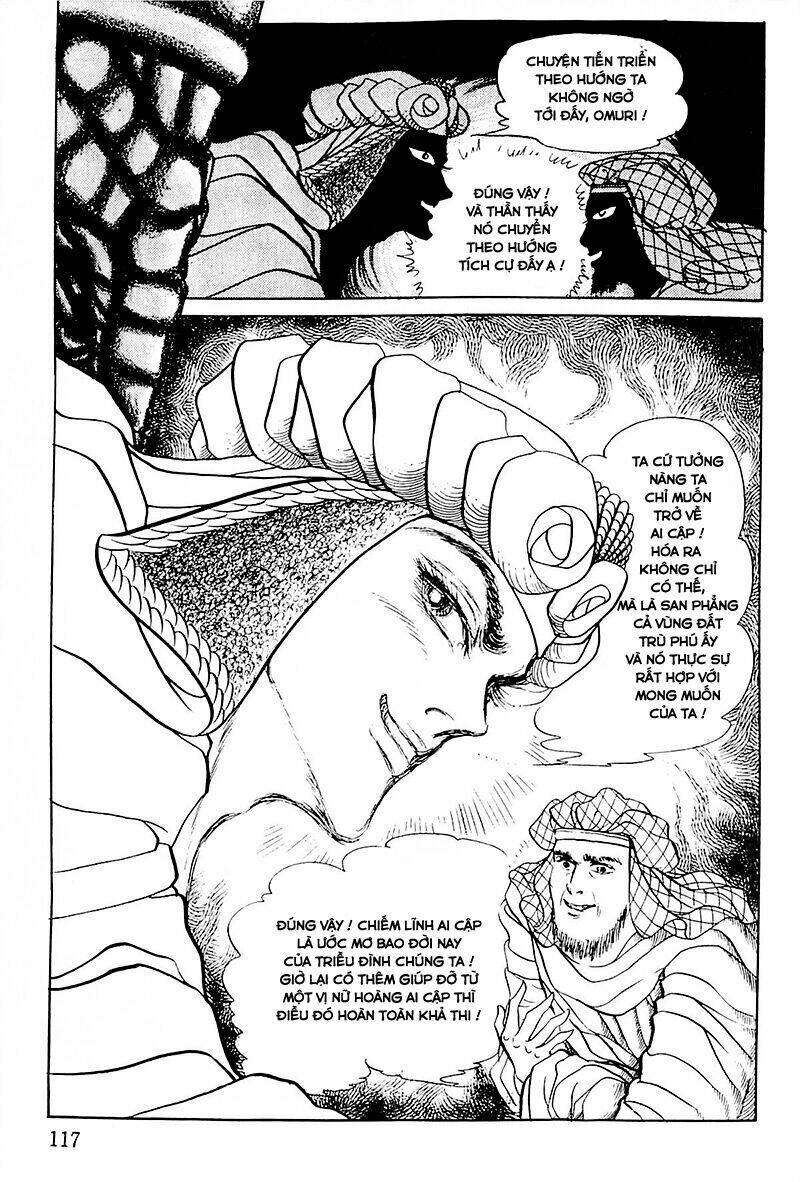 CHUYỆN TIẾN TRIỂN
THEO HƯỚNG TA
KHÔNG NGỜ
TỚI ĐẤY, OMURI !
ĐÚNG VẬY !
VÀ THẦN THẤY
NÓ CHUYỂN
THEO HƯỚNG
TÍCH CỰ ĐẤY Ạ !
TA CỨ TƯỞNG
NÀNG TA
CHỈ MUỐN
TRỞ VỀ
AI CẬP !
HÓA RA
KHÔNG CHỈ
CÓ THẾ,
MÀ LÀ SAN PHẲNG
CẢ VÙNG ĐẤT
TRÙ PHÚ ẤY
VÀ NÓ THỰC SỰ
RẤT HỢP VỚI
MONG MUỐN
CỦA TA !
ĐÚNG VẬY ! CHIẾM LĨNH AI CẬP
LÀ ƯỚC MƠ BAO ĐỜI NAY
CỦA TRIỀU ĐÌNH CHÚNG TA !
GIỜ LẠI CÓ THÊM GIÚP ĐỠ TỪ
MỘT VỊ NỮ HOÀNG AI CẬP THÌ
ĐIỀU ĐÓ HOÀN TOÀN KHẢ THI !
117